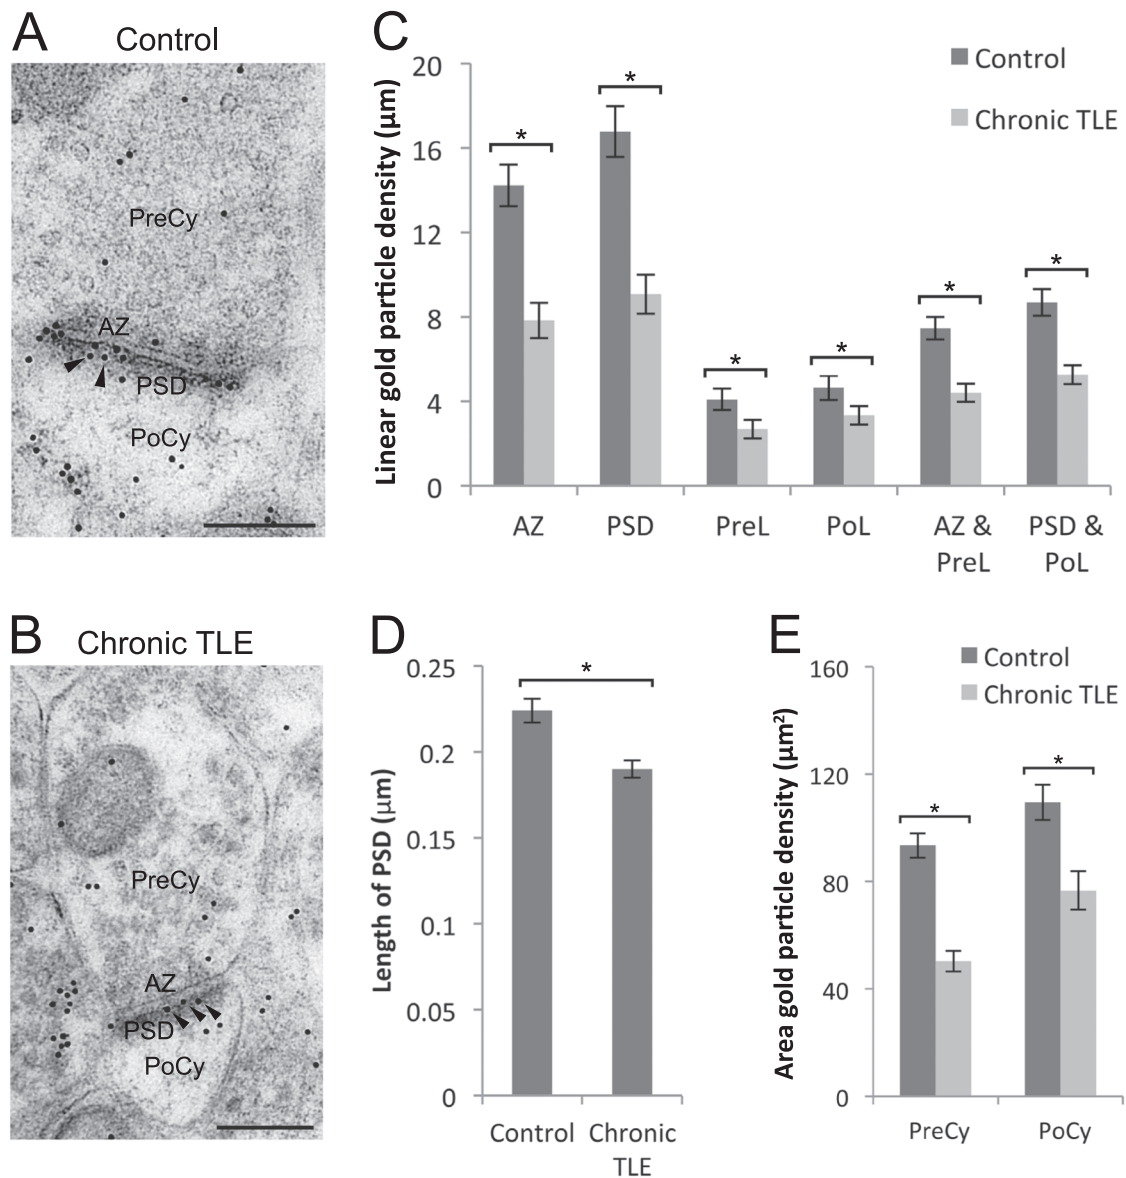 A
Control
PreCy
AZ
PSD
PoCy
B
Chronic TLE
PreCy
AZ
PSD
PoCy
C
Linear gold particle density (µm)
20
16
12
8
4
0
Control
Chronic TLE
*
*
*
*
*
*
AZ
PSD
PreL
PoL
AZ &
PreL
PSD &
PoL
D
Length of PSD (µm)
0.25
0.2
0.15
0.1
0.05
0
*
Control
Chronic
TLE
E
Area gold particle density (µm²)
160
120
80
40
0
Control
Chronic TLE
*
*
PreCy
PoCy